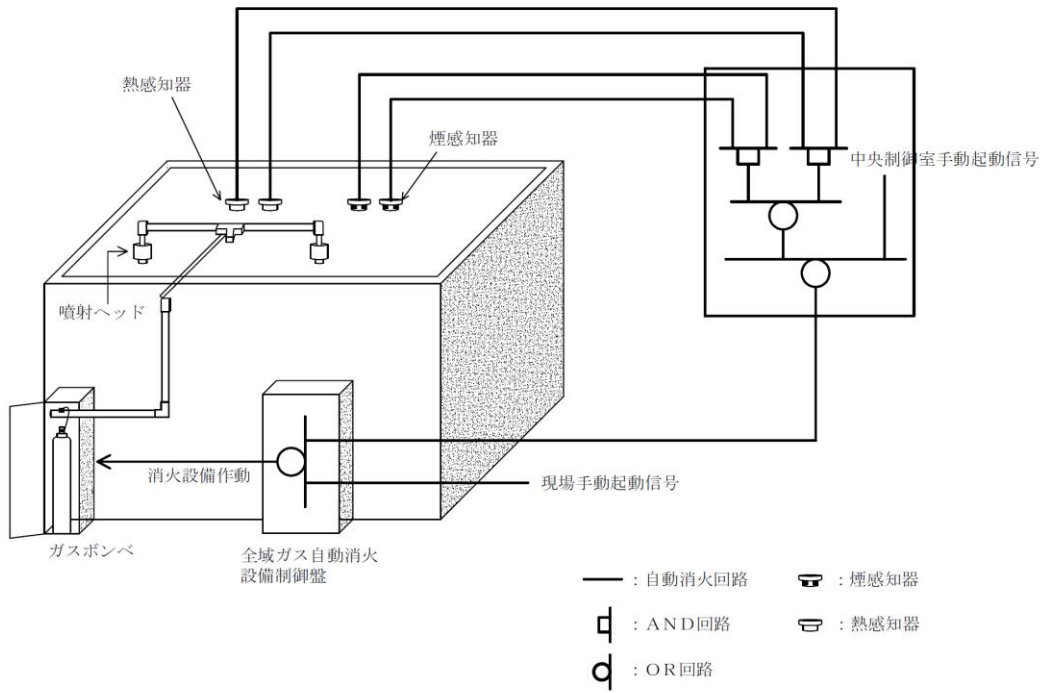 熱感知器
煙感知器
中央制御室手動起動信号
噴射ヘッド
消火設備作動
現場手動起動信号
ガスボンベ
全域ガス自動消火
設備制御盤
：自動消火回路
：煙感知器
：AND回路
：熱感知器
：OR回路